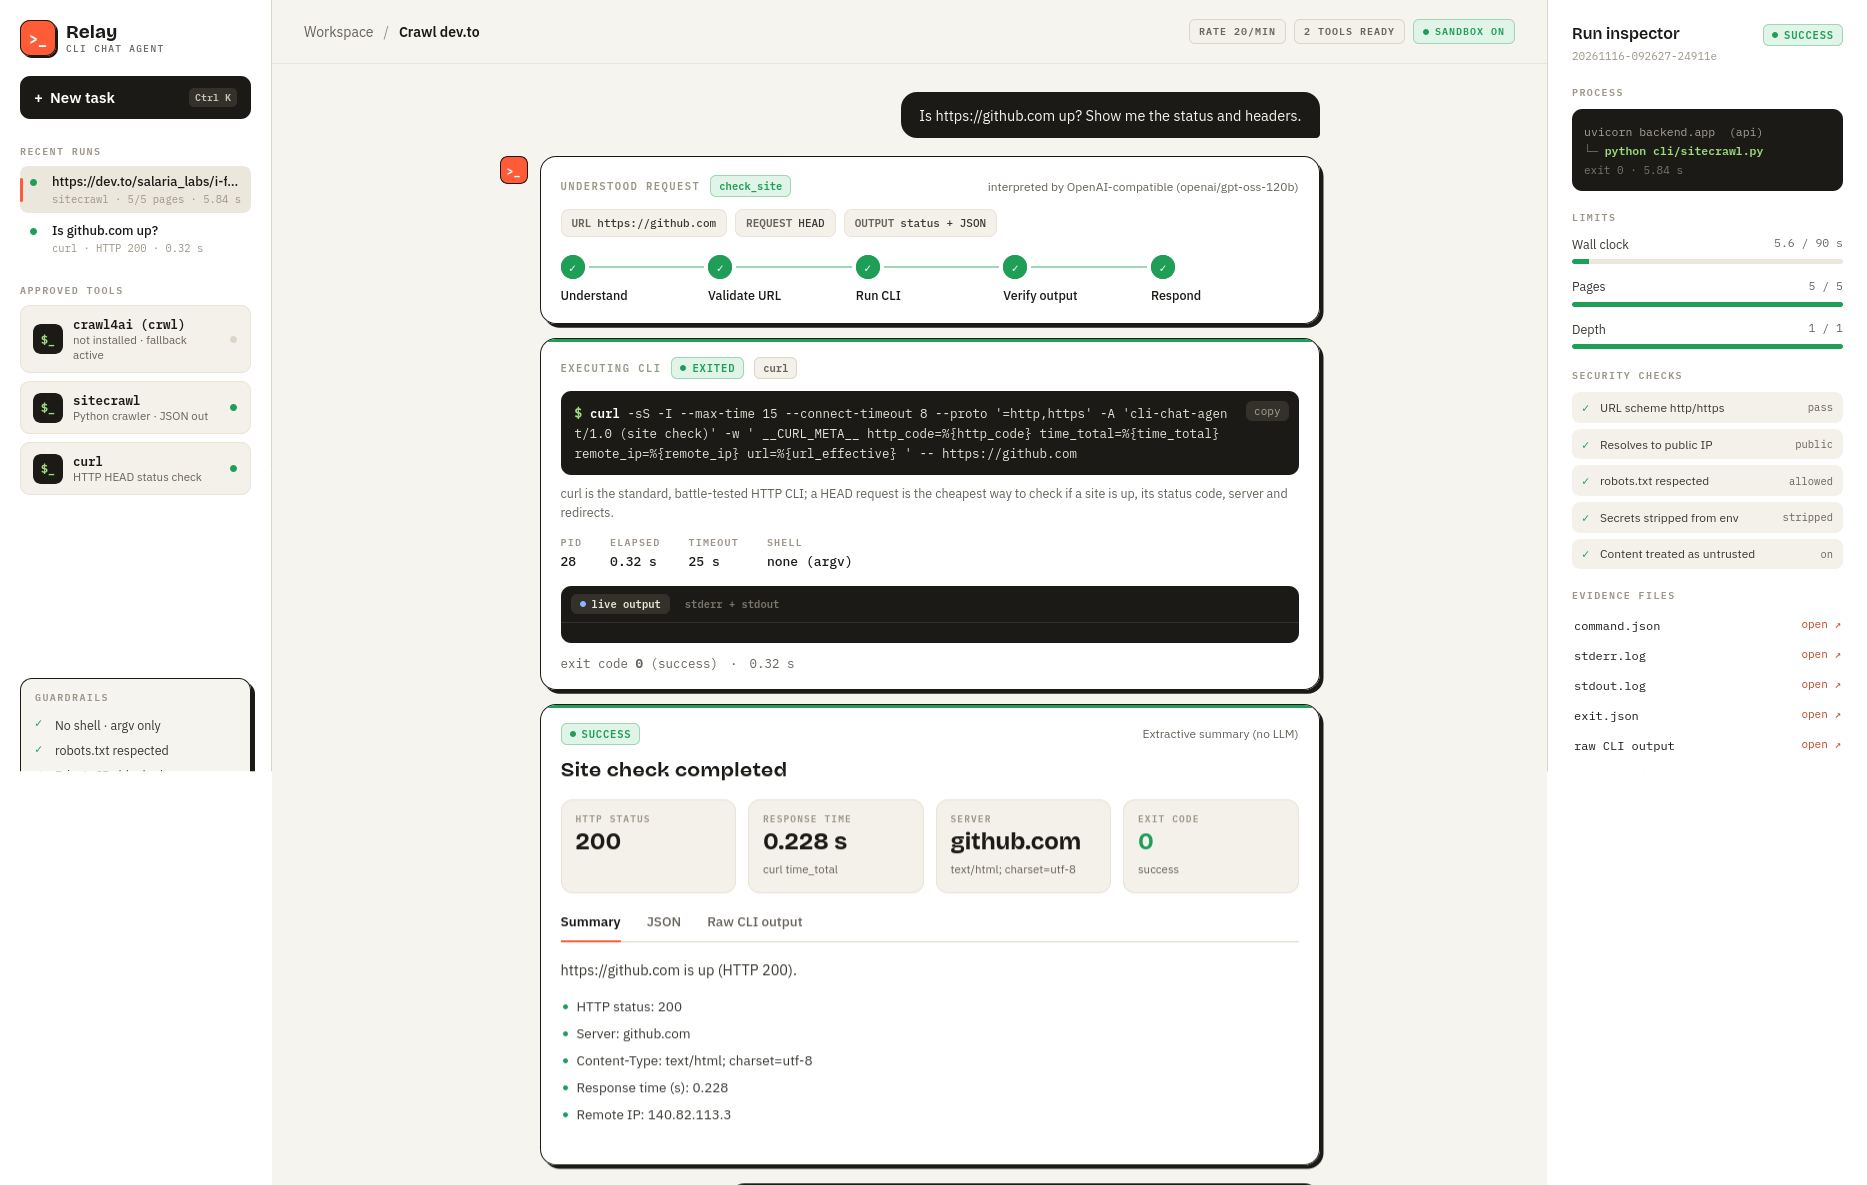 >_ Relay
CLI CHAT AGENT
+ New task Ctrl K
RECENT RUNS
https://dev.to/salaria_labs/i-f...
sitecrawl · 5/5 pages · 5.84 s
Is github.com up?
curl · HTTP 200 · 0.32 s
APPROVED TOOLS
$_ crawl4ai (crwl)
not installed · fallback
active
$_ sitecrawl
Python crawler · JSON out
$_ curl
HTTP HEAD status check
GUARDRAILS
✓ No shell · argv only
✓ robots.txt respected
Workspace / Crawl dev.to
RATE 20/MIN 2 TOOLS READY SANDBOX ON
Is https://github.com up? Show me the status and headers.
>_
UNDERSTOOD REQUEST check_site interpreted by OpenAI-compatible (openai/gpt-oss-120b)
URL https://github.com REQUEST HEAD OUTPUT status + JSON
✓ ✓ ✓ ✓ ✓
Understand Validate URL Run CLI Verify output Respond
EXECUTING CLI EXITED curl
$ curl -sS -I --max-time 15 --connect-timeout 8 --proto '=http,https' -A 'cli-chat-agen copy
t/1.0 (site check)' -w ' __CURL_META__ http_code=%{http_code} time_total=%{time_total}
remote_ip=%{remote_ip} url=%{url_effective} ' -- https://github.com
curl is the standard, battle-tested HTTP CLI; a HEAD request is the cheapest way to check if a site is up, its status code, server and
redirects.
PID ELAPSED TIMEOUT SHELL
28 0.32 s 25 s none (argv)
live output stderr + stdout
exit code 0 (success) · 0.32 s
SUCCESS Extractive summary (no LLM)
Site check completed
HTTP STATUS RESPONSE TIME SERVER EXIT CODE
200 0.228 s github.com 0
curl time_total text/html; charset=utf-8 success
Summary JSON Raw CLI output
https://github.com is up (HTTP 200).
• HTTP status: 200
• Server: github.com
• Content-Type: text/html; charset=utf-8
• Response time (s): 0.228
• Remote IP: 140.82.113.3
Run inspector SUCCESS
20261116-092627-24911e
PROCESS
uvicorn backend.app (api)
└─ python cli/sitecrawl.py
exit 0 · 5.84 s
LIMITS
Wall clock 5.6 / 90 s
Pages 5 / 5
Depth 1 / 1
SECURITY CHECKS
✓ URL scheme http/https pass
✓ Resolves to public IP public
✓ robots.txt respected allowed
✓ Secrets stripped from env stripped
✓ Content treated as untrusted on
EVIDENCE FILES
command.json open ↗
stderr.log open ↗
stdout.log open ↗
exit.json open ↗
raw CLI output open ↗